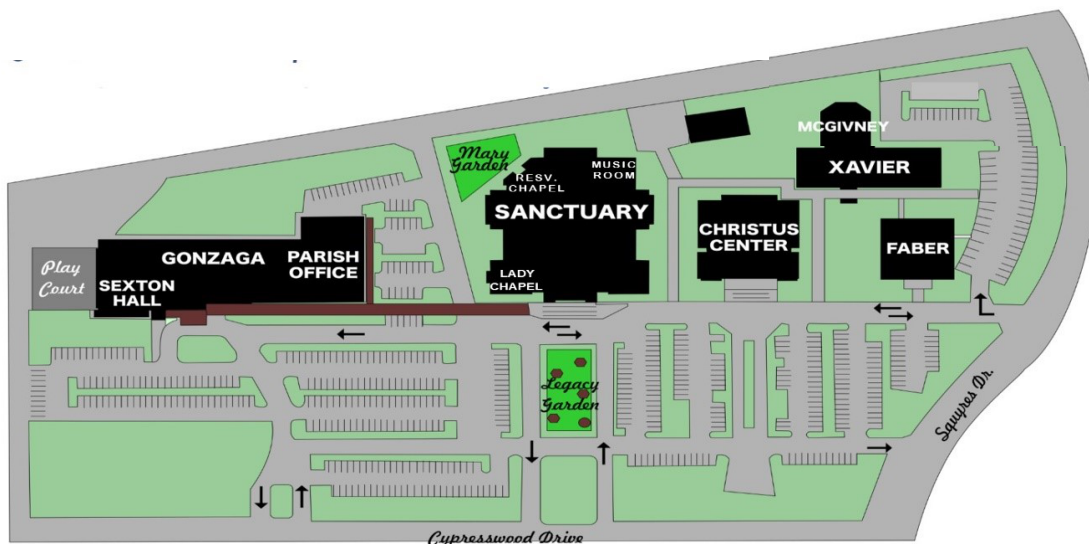 Mary
Garden
RESV.
CHAPEL
MUSIC
ROOM
SANCTUARY
LADY
CHAPEL
MCGIVNEY
XAVIER
CHRISTUS
CENTER
FABER
GONZAGA
PARISH
OFFICE
SEXTON
HALL
Play
Court
Legacy
Garden
Squyres Dr.
Cypresswood Drive